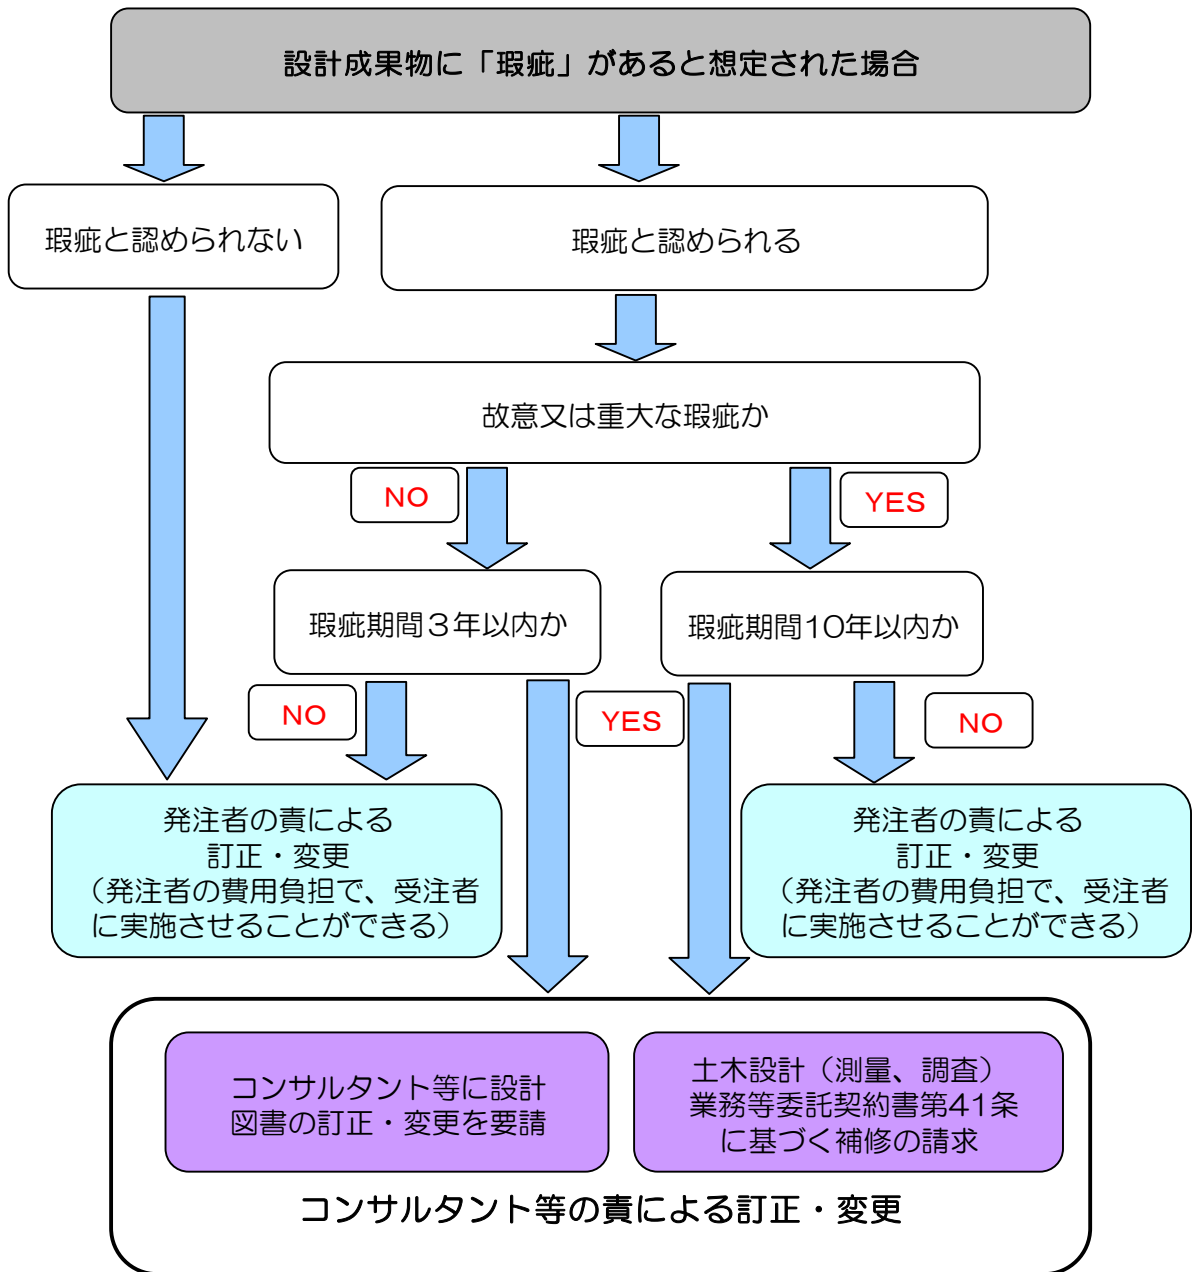 設計成果物に「瑕疵」があると想定された場合
瑕疵と認められない
瑕疵と認められる
故意又は重大な瑕疵か
NO
YES
瑕疵期間３年以内か
瑕疵期間10年以内か
NO
YES
NO
発注者の責による
訂正・変更
（発注者の費用負担で、受注者
に実施させることができる）
発注者の責による
訂正・変更
（発注者の費用負担で、受注者
に実施させることができる）
コンサルタント等に設計
図書の訂正・変更を要請
土木設計（測量、調査）
業務等委託契約書第41条
に基づく補修の請求
コンサルタント等の責による訂正・変更